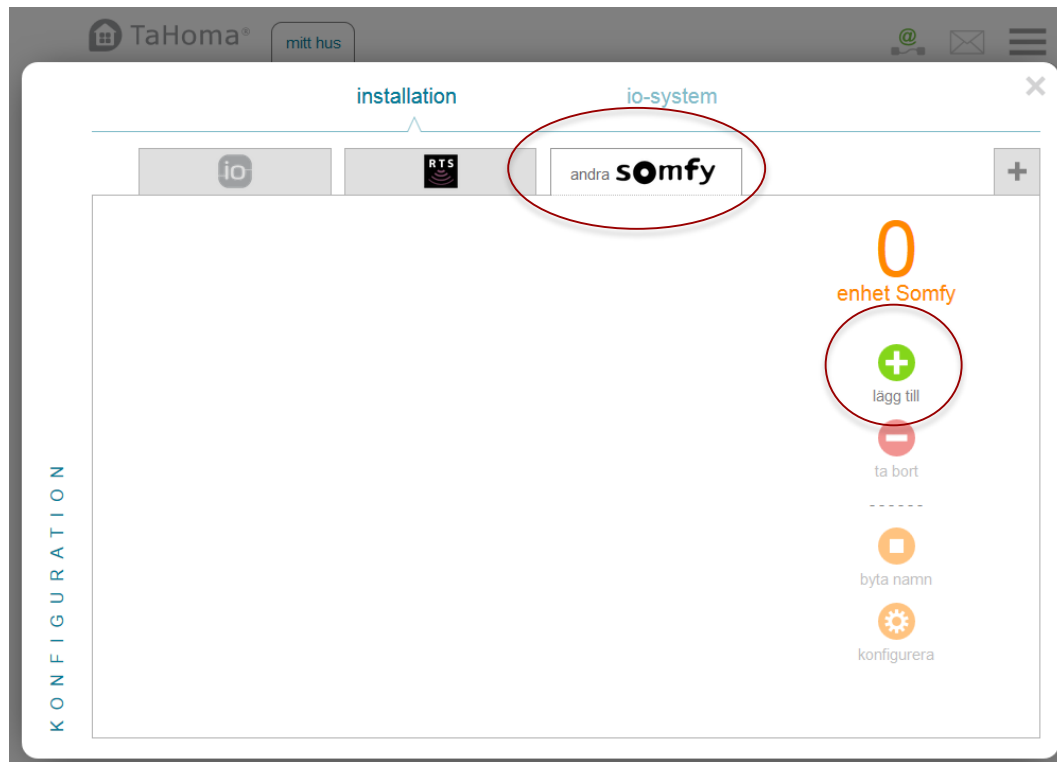 TaHoma®
mitt hus
@
installation
io-system
io
RTS
andra somfy
+
0
enhet Somfy
lägg till
ta bort
byta namn
konfigurera
KONFIGURATION